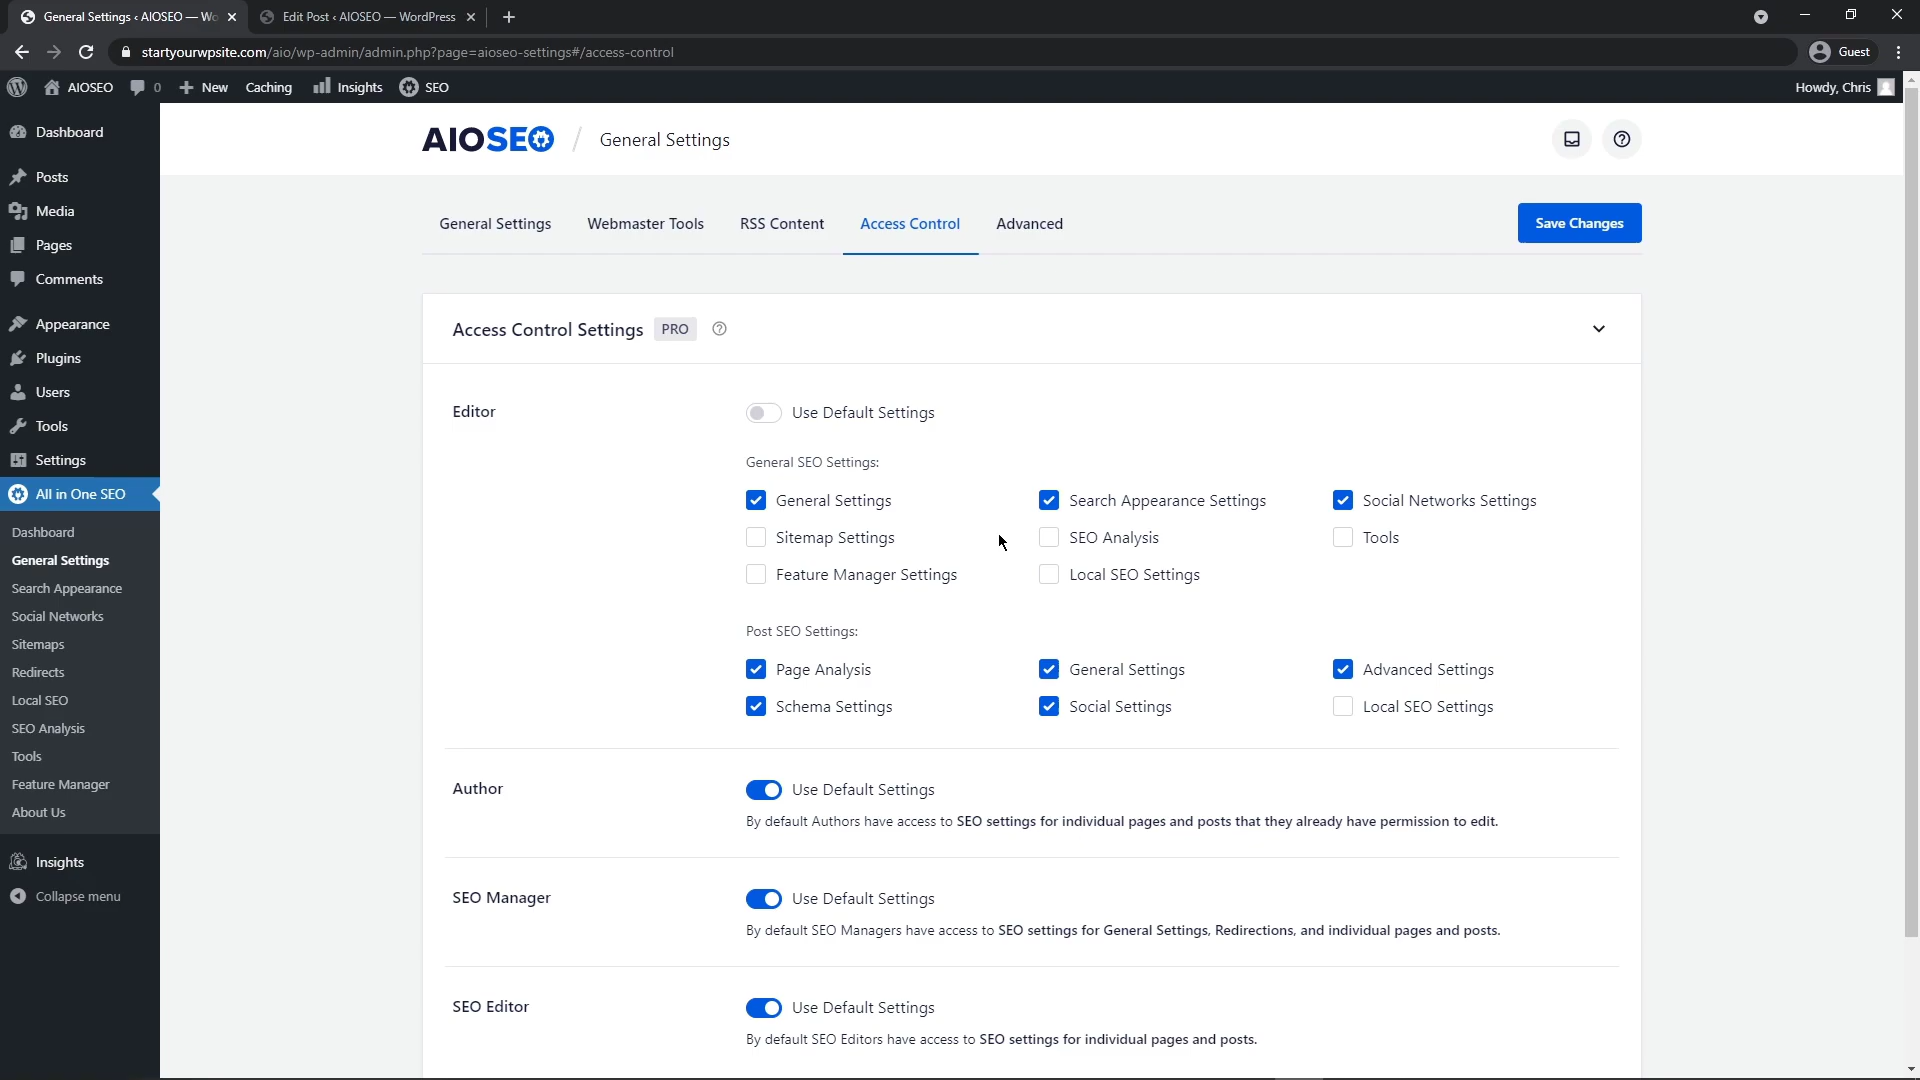 General Settings ‹ AIOSEO — Wo
Edit Post ‹ AIOSEO — WordPress
startyourwpsite.com/aio/wp-admin/admin.php?page=aioseo-settings#/access-control
Guest
AIOSEO
0
New
Caching
Insights
SEO
Howdy, Chris
Dashboard
Posts
Media
Pages
Comments
Appearance
Plugins
Users
Tools
Settings
All in One SEO
Dashboard
General Settings
Search Appearance
Social Networks
Sitemaps
Redirects
Local SEO
SEO Analysis
Tools
Feature Manager
About Us
Insights
Collapse menu
AIOSEO / General Settings
General Settings
Webmaster Tools
RSS Content
Access Control
Advanced
Save Changes
Access Control Settings PRO
Editor
Use Default Settings
General SEO Settings:
General Settings
Search Appearance Settings
Social Networks Settings
Sitemap Settings
SEO Analysis
Tools
Feature Manager Settings
Local SEO Settings
Post SEO Settings:
Page Analysis
General Settings
Advanced Settings
Schema Settings
Social Settings
Local SEO Settings
Author
Use Default Settings
By default Authors have access to SEO settings for individual pages and posts that they already have permission to edit.
SEO Manager
Use Default Settings
By default SEO Managers have access to SEO settings for General Settings, Redirections, and individual pages and posts.
SEO Editor
Use Default Settings
By default SEO Editors have access to SEO settings for individual pages and posts.